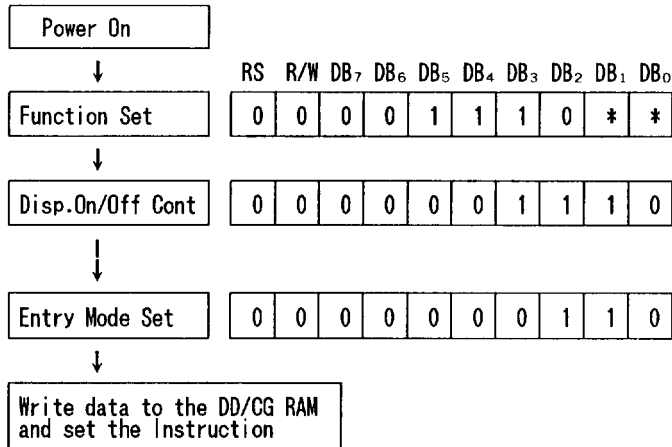 Power On
RS R/W DB₇ DB₆ DB₅ DB₄ DB₃ DB₂ DB₁ DB₀
Function Set 0 0 0 0 1 1 1 0 * *
Disp.On/Off Cont 0 0 0 0 0 0 1 1 1 0
Entry Mode Set 0 0 0 0 0 0 0 1 1 0
Write data to the DD/CG RAM
and set the Instruction